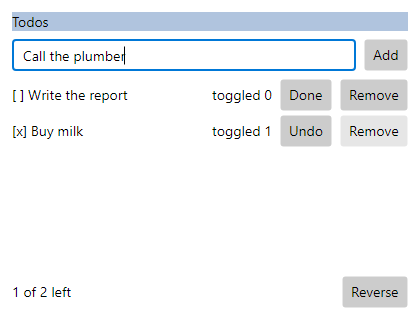 Todos
Call the plumber Add
[ ] Write the report toggled 0 Done Remove
[x] Buy milk toggled 1 Undo Remove
1 of 2 left Reverse